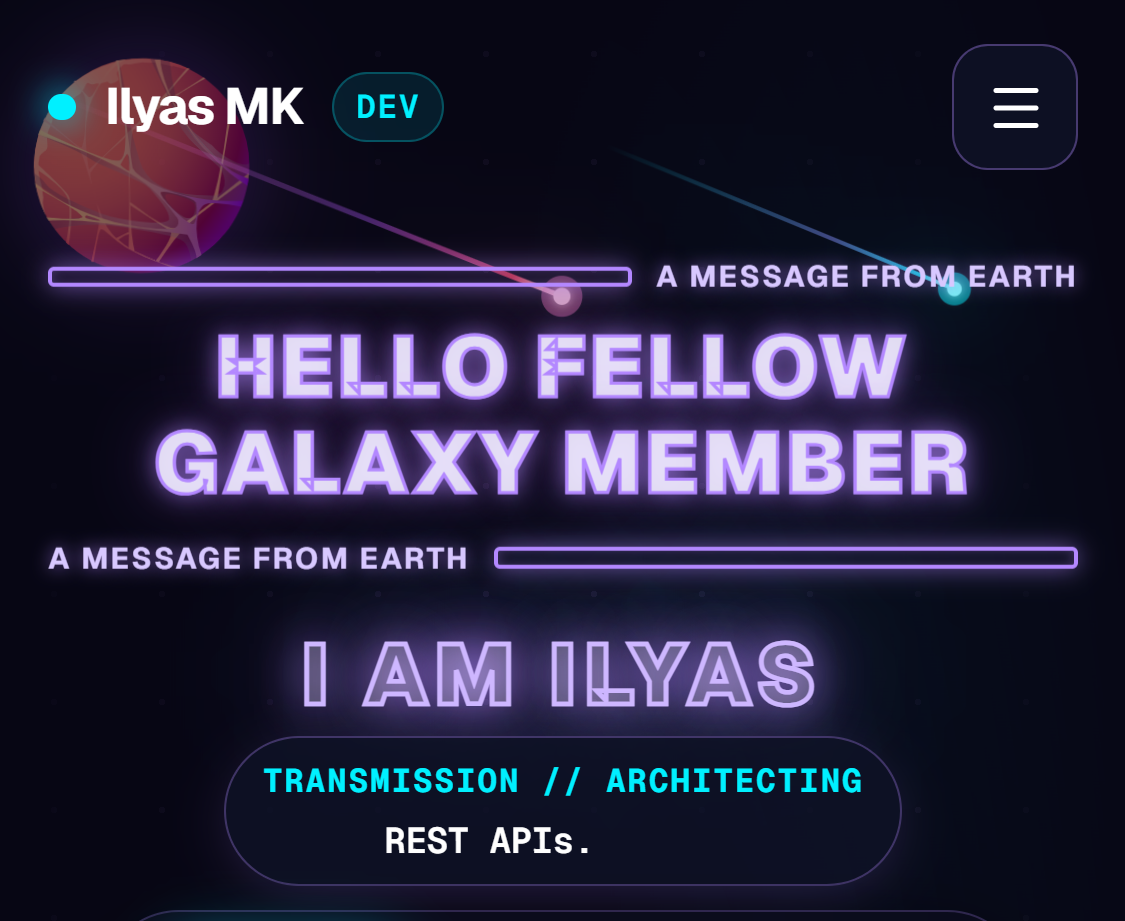 Ilyas MK DEV
A MESSAGE FROM EARTH
HELLO FELLOW
GALAXY MEMBER
A MESSAGE FROM EARTH
I AM ILYAS
TRANSMISSION // ARCHITECTING
REST APIs.